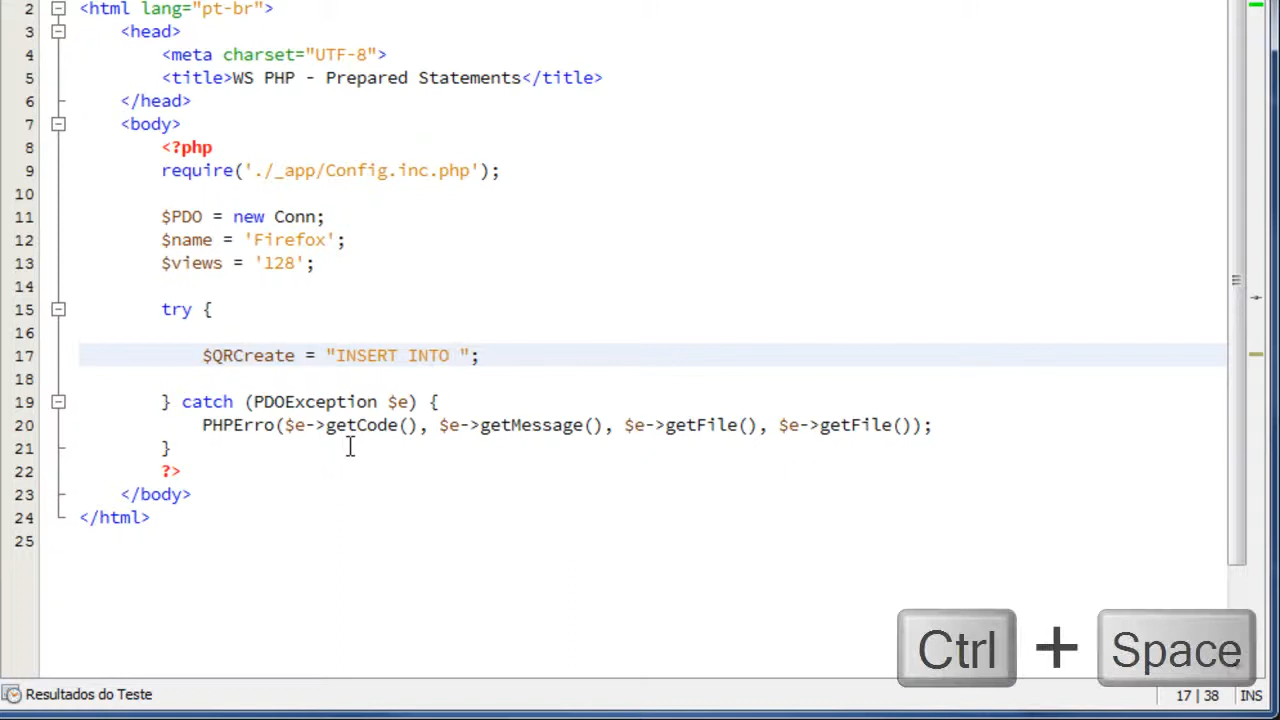 2 <html lang="pt-br">
3 <head>
4 <meta charset="UTF-8">
5 <title>WS PHP - Prepared Statements</title>
6 </head>
7 <body>
8 <?php
9 require('./_app/Config.inc.php');
10
11 $PDO = new Conn;
12 $name = 'Firefox';
13 $views = '128';
14
15 try {
16
17 $QRCreate = "INSERT INTO ";
18
19 } catch (PDOException $e) {
20 PHPErro($e->getCode(), $e->getMessage(), $e->getFile(), $e->getFile());
21 }
22 ?>
23 </body>
24 </html>
25
Ctrl + Space
Resultados do Teste 17 | 38 INS